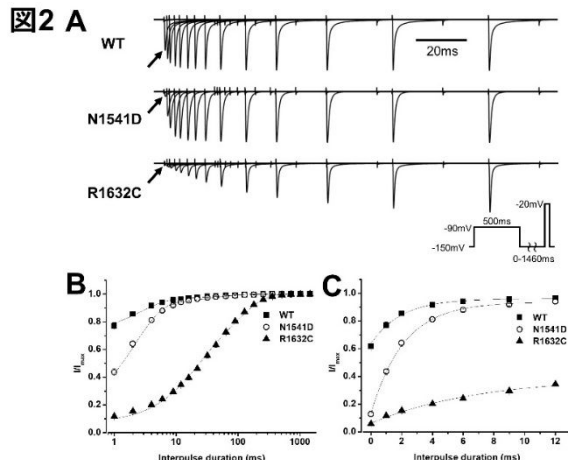 図2 A
WT
20ms
N1541D
R1632C
-20mV
500ms
-90mV
-150mV
0-1460ms
B
1.0
0.8
0.6
0.4
0.2
0.0
I/Imax
WT
N1541D
R1632C
1
10
100
1000
Interpulse duration (ms)
C
1.0
0.8
0.6
0.4
0.2
0.0
I/Imax
WT
N1541D
R1632C
0
2
4
6
8
10
12
Interpulse duration (ms)